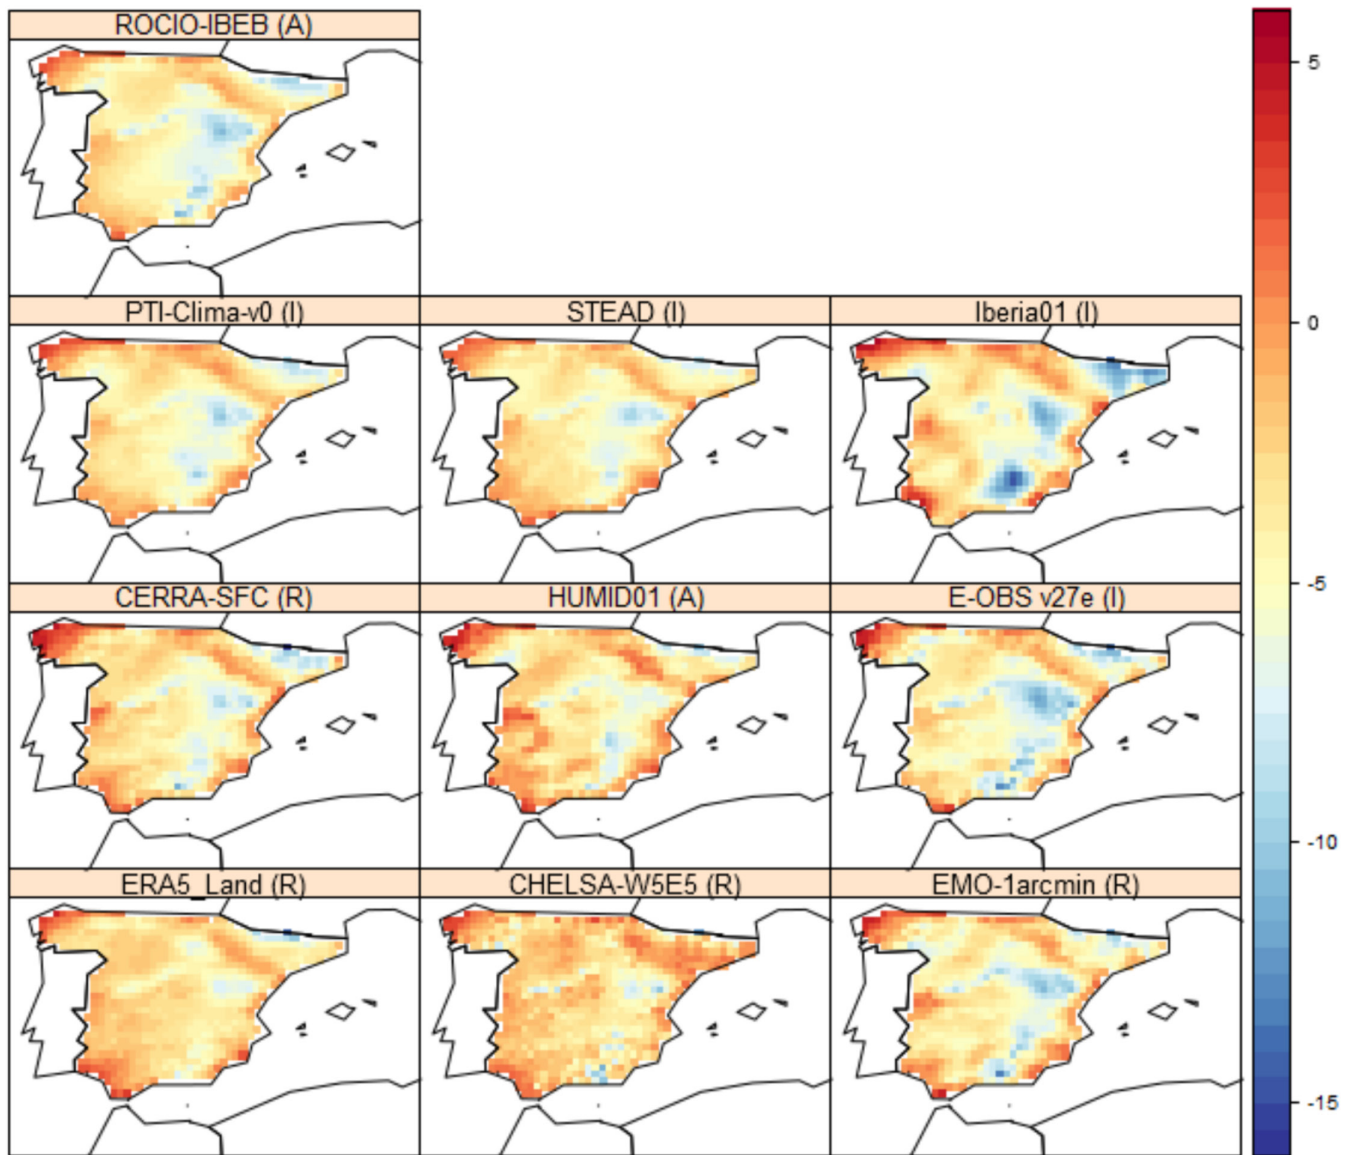 ROCIO-IBEB (A)
PTI-Clima-v0 (I)
STEAD (I)
Iberia01 (I)
CERRA-SFC (R)
HUMID01 (A)
E-OBS v27e (I)
ERA5_Land (R)
CHELSA-W5E5 (R)
EMO-1arcmin (R)
5
0
-5
-10
-15